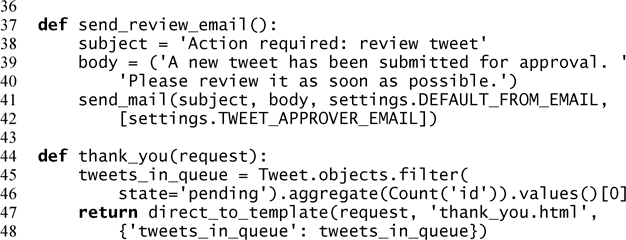 36
37 def send_review_email():
38     subject = 'Action required: review tweet'
39     body = ('A new tweet has been submitted for approval. '
40         'Please review it as soon as possible.')
41     send_mail(subject, body, settings.DEFAULT_FROM_EMAIL,
42         [settings.TWEET_APPROVER_EMAIL])
43
44 def thank_you(request):
45     tweets_in_queue = Tweet.objects.filter(
46         state='pending').aggregate(Count('id')).values()[0]
47     return direct_to_template(request, 'thank_you.html',
48         {'tweets_in_queue': tweets_in_queue})